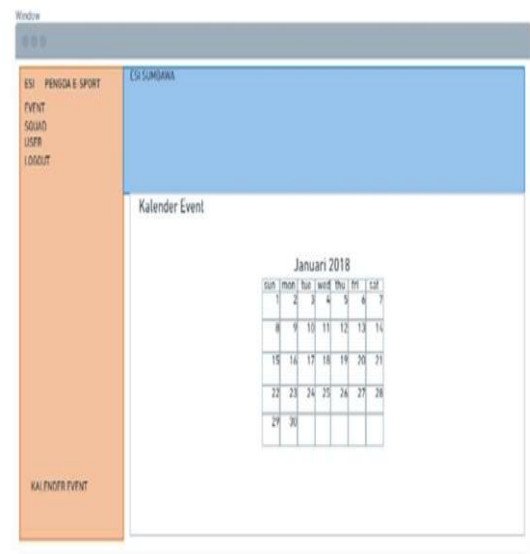 Window
ESI PENGDA E-SPORT
EVENT
SQUAD
USER
LOGOUT
KALENDER EVENT
ESI SUMBAWA
Kalender Event
Januari 2018
sun mon tue wed thu fri sat
1 2 3 4 5 6 7
8 9 10 11 12 13 14
15 16 17 18 19 20 21
22 23 24 25 26 27 28
29 30